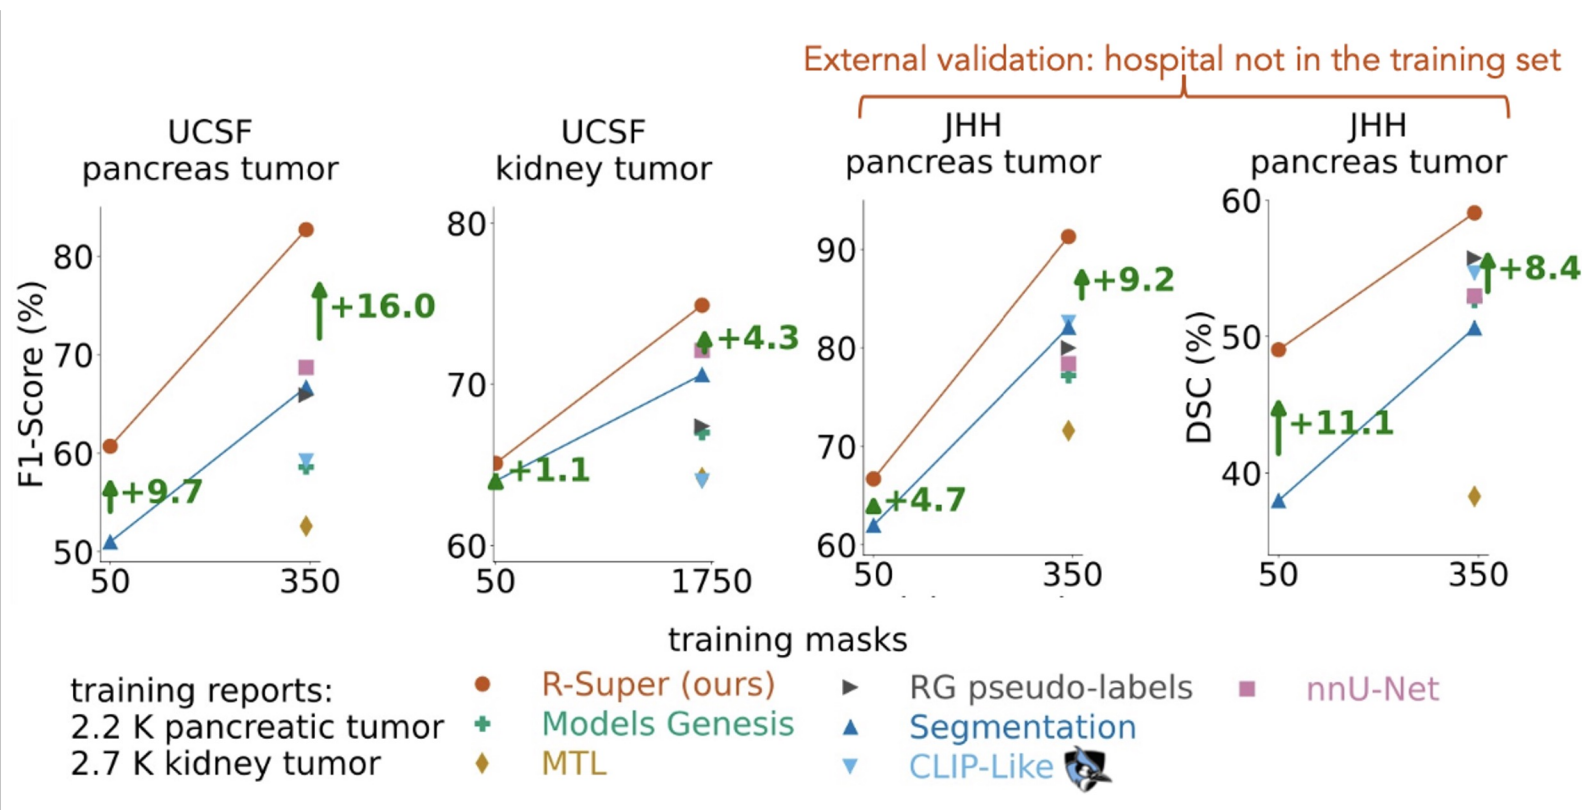 External validation: hospital not in the training set
UCSF
pancreas tumor
UCSF
kidney tumor
JHH
pancreas tumor
JHH
pancreas tumor
F1-Score (%)
80
70
60
50
+16.0
+9.7
50
350
80
70
60
+4.3
+1.1
50
1750
90
80
70
60
+9.2
+4.7
50
350
DSC (%)
60
50
40
+8.4
+11.1
50
350
training masks
training reports:
2.2 K pancreatic tumor
2.7 K kidney tumor
R-Super (ours)
Models Genesis
MTL
RG pseudo-labels
Segmentation
CLIP-Like
nnU-Net